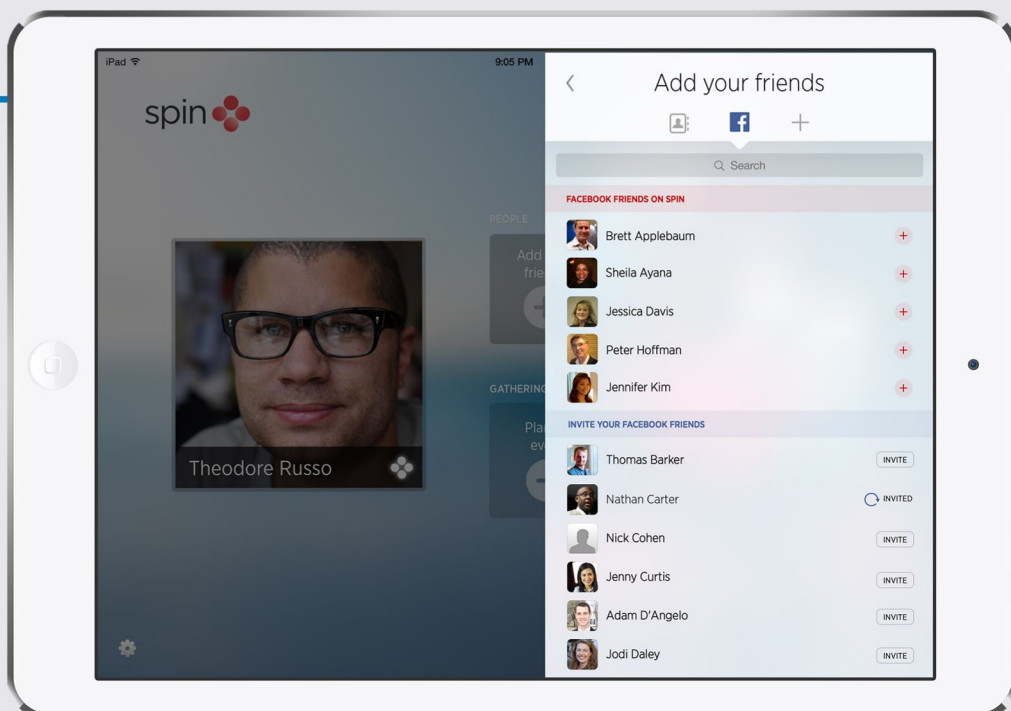 iPad
9:05 PM
spin
Theodore Russo
PEOPLE
Add
frie
GATHERING
Pla
ev
Add your friends
f
Search
FACEBOOK FRIENDS ON SPIN
Brett Applebaum
Sheila Ayana
Jessica Davis
Peter Hoffman
Jennifer Kim
INVITE YOUR FACEBOOK FRIENDS
Thomas Barker INVITE
Nathan Carter INVITED
Nick Cohen INVITE
Jenny Curtis INVITE
Adam D'Angelo INVITE
Jodi Daley INVITE